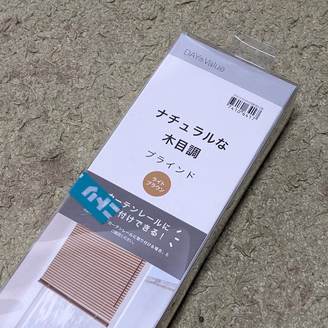 DAY&Value
ナチュラルな
木目調
ブラインド
ライト
ブラウン
カーテンレールに
付けできる!